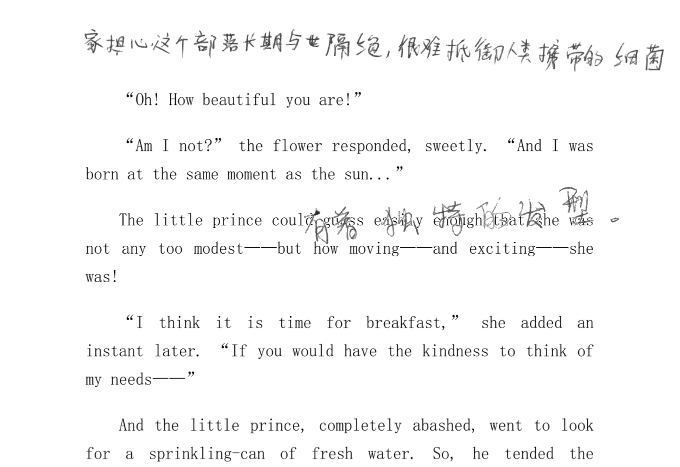 家担心这个部落长期与世隔绝，很难抵御人类携带的细菌
“Oh! How beautiful you are!”
“Am I not?” the flower responded, sweetly. “And I was
born at the same moment as the sun...”
The little prince could guess easily enough that she was
有着独特的发型。
not any too modest——but how moving——and exciting——she
was!
“I think it is time for breakfast,” she added an
instant later. “If you would have the kindness to think of
my needs——”
And the little prince, completely abashed, went to look
for a sprinkling-can of fresh water. So, he tended the